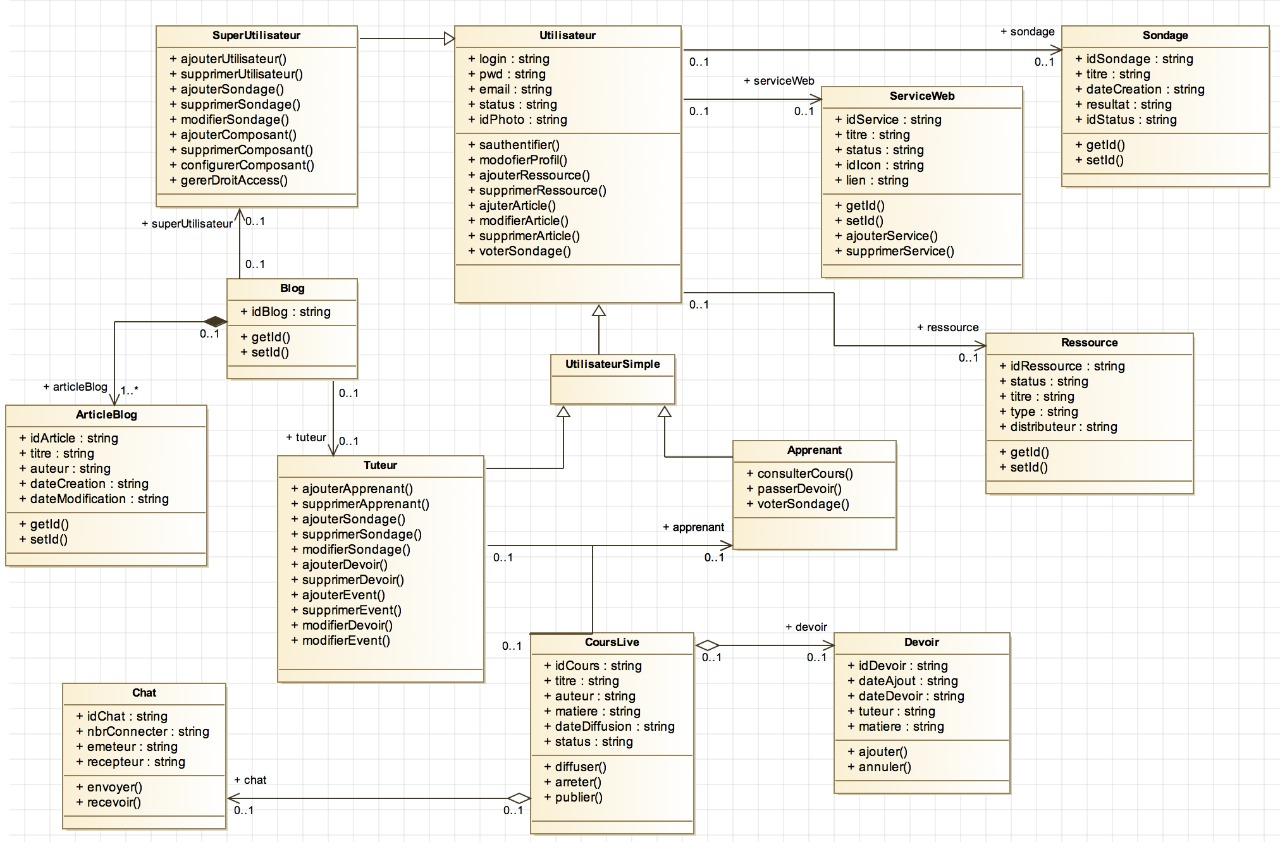 SuperUtilisateur
+ ajouterUtilisateur()
+ supprimerUtilisateur()
+ ajouterSondage()
+ supprimerSondage()
+ modifierSondage()
+ ajouterComposant()
+ supprimerComposant()
+ configurerComposant()
+ gererDroitAccess()
Utilisateur
+ login : string
+ pwd : string
+ email : string
+ status : string
+ idPhoto : string
+ sauthentifier()
+ modofierProfil()
+ ajouterRessource()
+ supprimerRessource()
+ ajuterArticle()
+ modifierArticle()
+ supprimerArticle()
+ voterSondage()
+ sondage
0..1
0..1
Sondage
+ idSondage : string
+ titre : string
+ dateCreation : string
+ resultat : string
+ idStatus : string
+ getId()
+ setId()
+ serviceWeb
0..1
0..1
ServiceWeb
+ idService : string
+ titre : string
+ status : string
+ idIcon : string
+ lien : string
+ getId()
+ setId()
+ ajouterService()
+ supprimerService()
+ superUtilisateur
0..1
0..1
Blog
+ idBlog : string
+ getId()
+ setId()
0..1
+ articleBlog
1..*
ArticleBlog
+ idArticle : string
+ titre : string
+ auteur : string
+ dateCreation : string
+ dateModification : string
+ getId()
+ setId()
0..1
+ ressource
0..1
Ressource
+ idRessource : string
+ status : string
+ titre : string
+ type : string
+ distributeur : string
+ getId()
+ setId()
UtilisateurSimple
0..1
+ tuteur
0..1
Tuteur
+ ajouterApprenant()
+ supprimerApprenant()
+ ajouterSondage()
+ supprimerSondage()
+ modifierSondage()
+ ajouterDevoir()
+ supprimerDevoir()
+ ajouterEvent()
+ supprimerEvent()
+ modifierDevoir()
+ modifierEvent()
Apprenant
+ consulterCours()
+ passerDevoir()
+ voterSondage()
+ apprenant
0..1
0..1
0..1
CoursLive
+ idCours : string
+ titre : string
+ auteur : string
+ matiere : string
+ dateDiffusion : string
+ status : string
+ diffuser()
+ arreter()
+ publier()
+ devoir
0..1
0..1
Devoir
+ idDevoir : string
+ dateAjout : string
+ dateDevoir : string
+ tuteur : string
+ matiere : string
+ ajouter()
+ annuler()
Chat
+ idChat : string
+ nbrConnecter : string
+ emeteur : string
+ recepteur : string
+ envoyer()
+ recevoir()
+ chat
0..1
0..1